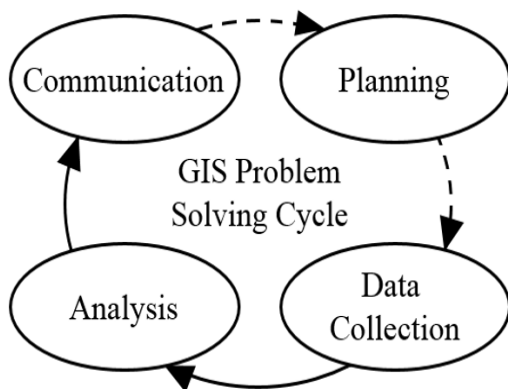 Communication
Planning
GIS Problem
Solving Cycle
Analysis
Data
Collection